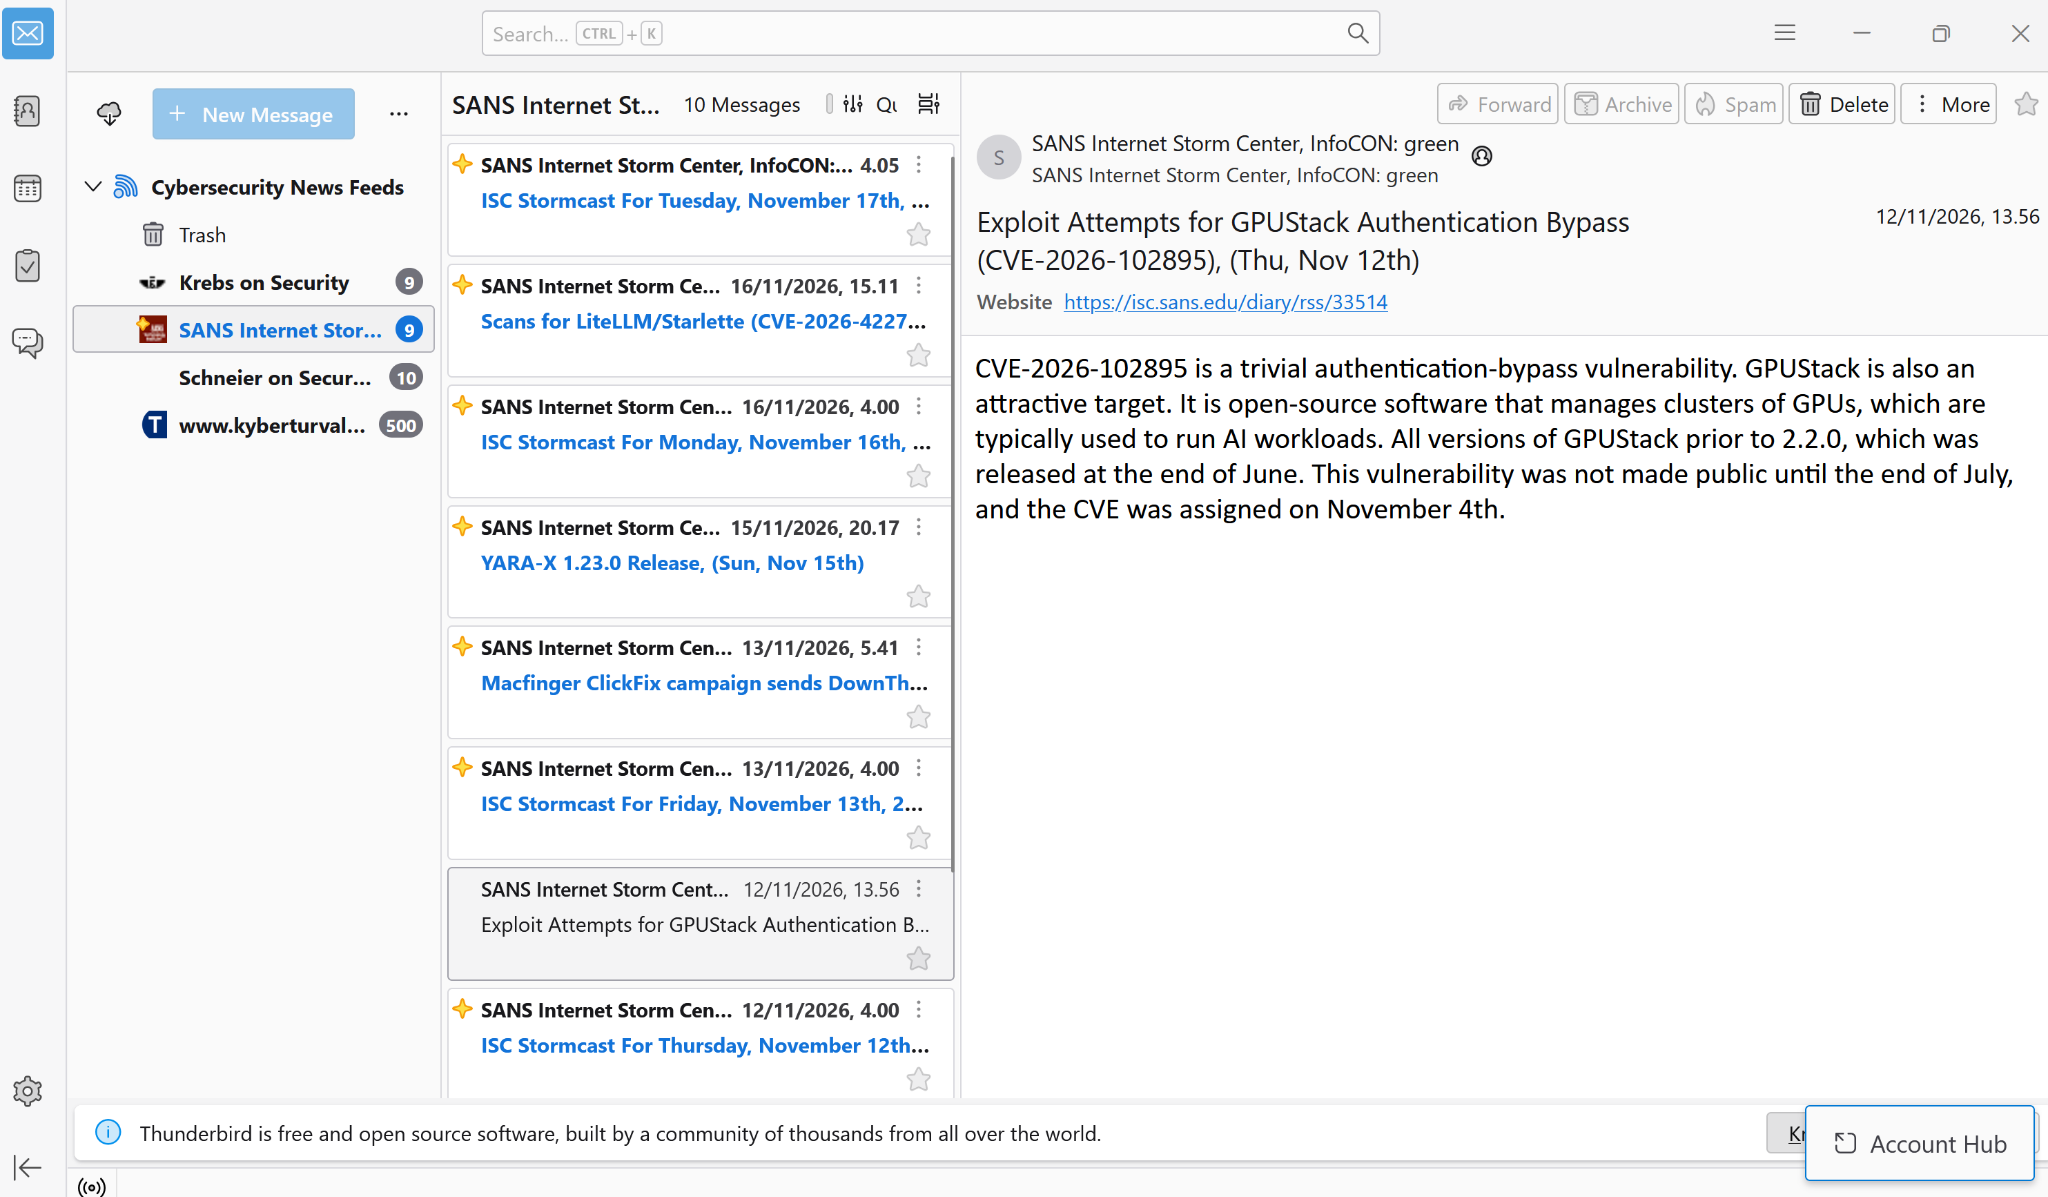 Search... CTRL + K
New Message
Cybersecurity News Feeds
Trash
Krebs on Security 9
SANS Internet Stor... 9
Schneier on Secur... 10
T www.kyberturval... 500
SANS Internet St... 10 Messages Qu
SANS Internet Storm Center, InfoCON:... 4.05
ISC Stormcast For Tuesday, November 17th, ...
SANS Internet Storm Ce... 16/11/2026, 15.11
Scans for LiteLLM/Starlette (CVE-2026-4227...
SANS Internet Storm Cen... 16/11/2026, 4.00
ISC Stormcast For Monday, November 16th, ...
SANS Internet Storm Ce... 15/11/2026, 20.17
YARA-X 1.23.0 Release, (Sun, Nov 15th)
SANS Internet Storm Cen... 13/11/2026, 5.41
Macfinger ClickFix campaign sends DownTh...
SANS Internet Storm Cen... 13/11/2026, 4.00
ISC Stormcast For Friday, November 13th, 2...
SANS Internet Storm Cent... 12/11/2026, 13.56
Exploit Attempts for GPUStack Authentication B...
SANS Internet Storm Cen... 12/11/2026, 4.00
ISC Stormcast For Thursday, November 12th...
Forward Archive Spam Delete More
S
SANS Internet Storm Center, InfoCON: green
SANS Internet Storm Center, InfoCON: green
Exploit Attempts for GPUStack Authentication Bypass
(CVE-2026-102895), (Thu, Nov 12th)
12/11/2026, 13.56
Website https://isc.sans.edu/diary/rss/33514
CVE-2026-102895 is a trivial authentication-bypass vulnerability. GPUStack is also an
attractive target. It is open-source software that manages clusters of GPUs, which are
typically used to run AI workloads. All versions of GPUStack prior to 2.2.0, which was
released at the end of June. This vulnerability was not made public until the end of July,
and the CVE was assigned on November 4th.
Thunderbird is free and open source software, built by a community of thousands from all over the world.
Account Hub